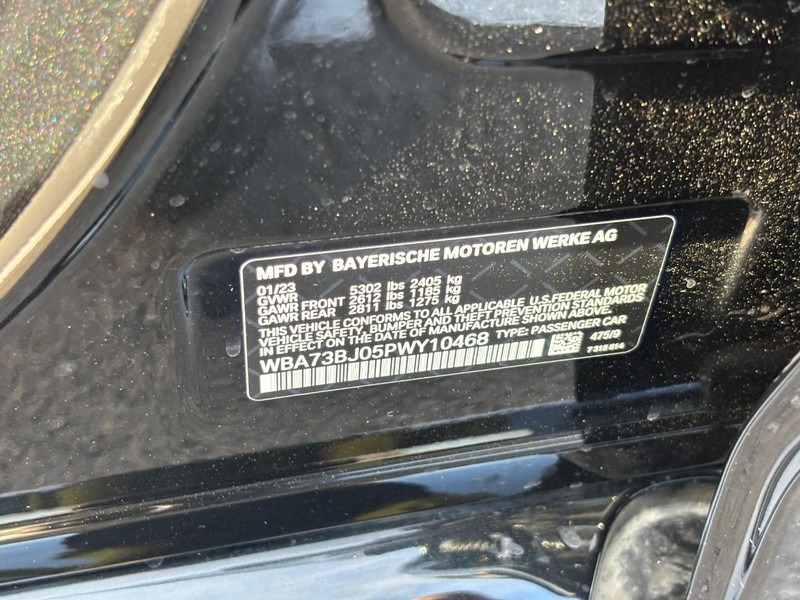 MFD BY BAYERISCHE MOTOREN WERKE AG
01/23
GVWR 5302 lbs 2405 kg
GAWR FRONT 2612 lbs 1185 kg
GAWR REAR 2811 lbs 1275 kg
THIS VEHICLE CONFORMS TO ALL APPLICABLE U.S.FEDERAL MOTOR
VEHICLE SAFETY, BUMPER, AND THEFT PREVENTION STANDARDS
IN EFFECT ON THE DATE OF MANUFACTURE SHOWN ABOVE.
WBA73BJ05PWY10468 TYPE: PASSENGER CAR
475/9
7318814